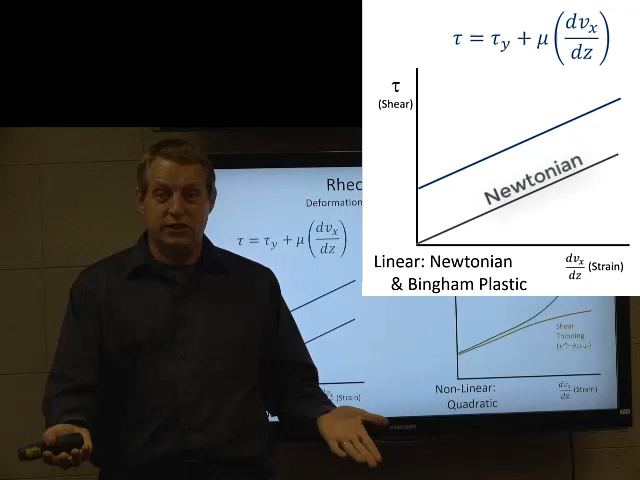 τ = τ_y + μ (dv_x/dz)
τ
(Shear)
Newtonian
Linear: Newtonian
& Bingham Plastic
dv_x/dz (Strain)
Rheo
Deformation
τ = τ_y + μ (dv_x/dz)
(Strain)
Shear
Thinning
Non-Linear:
Quadratic
dv_x/dz (Strain)
SAMSUNG